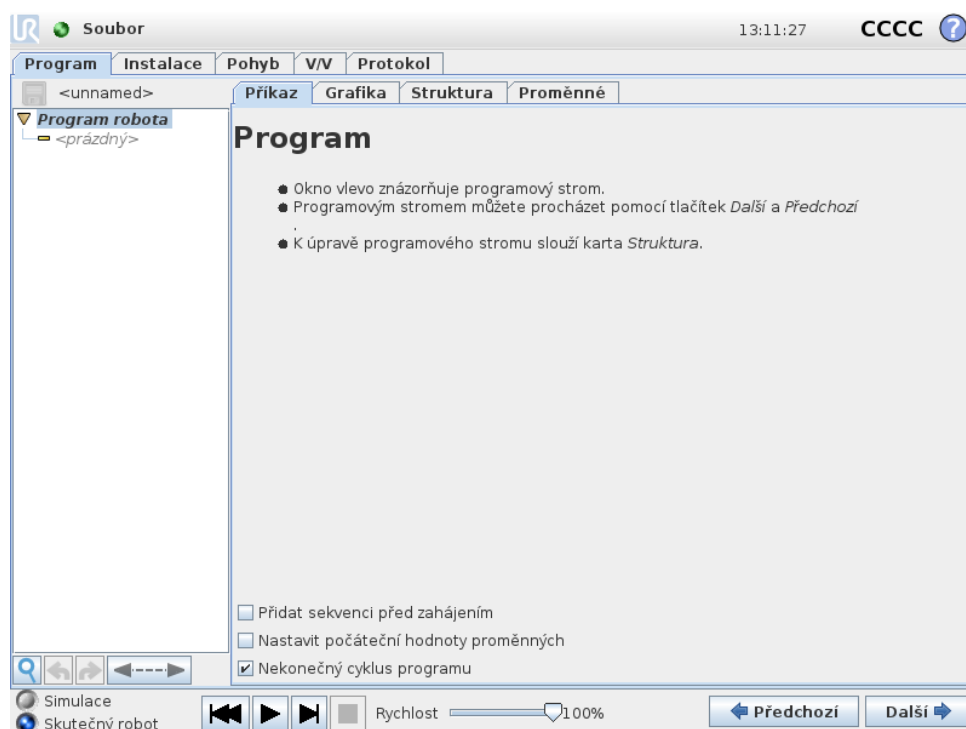 UR Soubor 13:11:27 CCCC ?
Program Instalace Pohyb V/V Protokol
<unnamed>
Příkaz Grafika Struktura Proměnné
Program robota
<prázdný>
Program
Okno vlevo znázorňuje programový strom.
Programovým stromem můžete procházet pomocí tlačítek Další a Předchozí
.
K úpravě programového stromu slouží karta Struktura.
Přidat sekvenci před zahájením
Nastavit počáteční hodnoty proměnných
Nekonečný cyklus programu
Simulace
Skutečný robot
Rychlost 100%
Předchozí Další